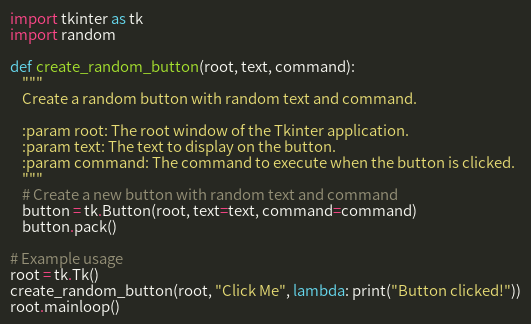 import tkinter as tk
import random

def create_random_button(root, text, command):
    """
    Create a random button with random text and command.

    :param root: The root window of the Tkinter application.
    :param text: The text to display on the button.
    :param command: The command to execute when the button is clicked.
    """
    # Create a new button with random text and command
    button = tk.Button(root, text=text, command=command)
    button.pack()

# Example usage
root = tk.Tk()
create_random_button(root, "Click Me", lambda: print("Button clicked!"))
root.mainloop()